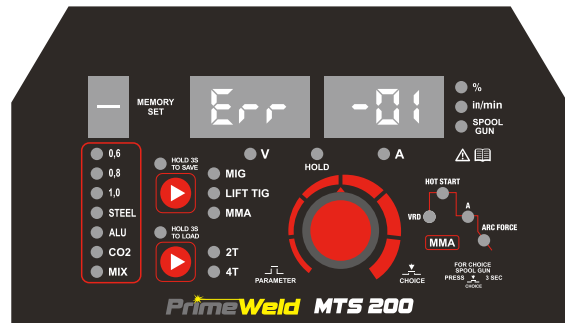 Err -01
MEMORY SET
%
in/min
SPOOL GUN
V
HOLD
A
0,6
0,8
1,0
STEEL
ALU
CO2
MIX
HOLD 3S TO SAVE
MIG
LIFT TIG
MMA
HOLD 3S TO LOAD
2T
4T
PARAMETER
CHOICE
HOT START
VRD
A
ARC FORCE
MMA
FOR CHOICE
SPOOL GUN
PRESS 3 SEC
CHOICE
PrimeWeld MTS 200